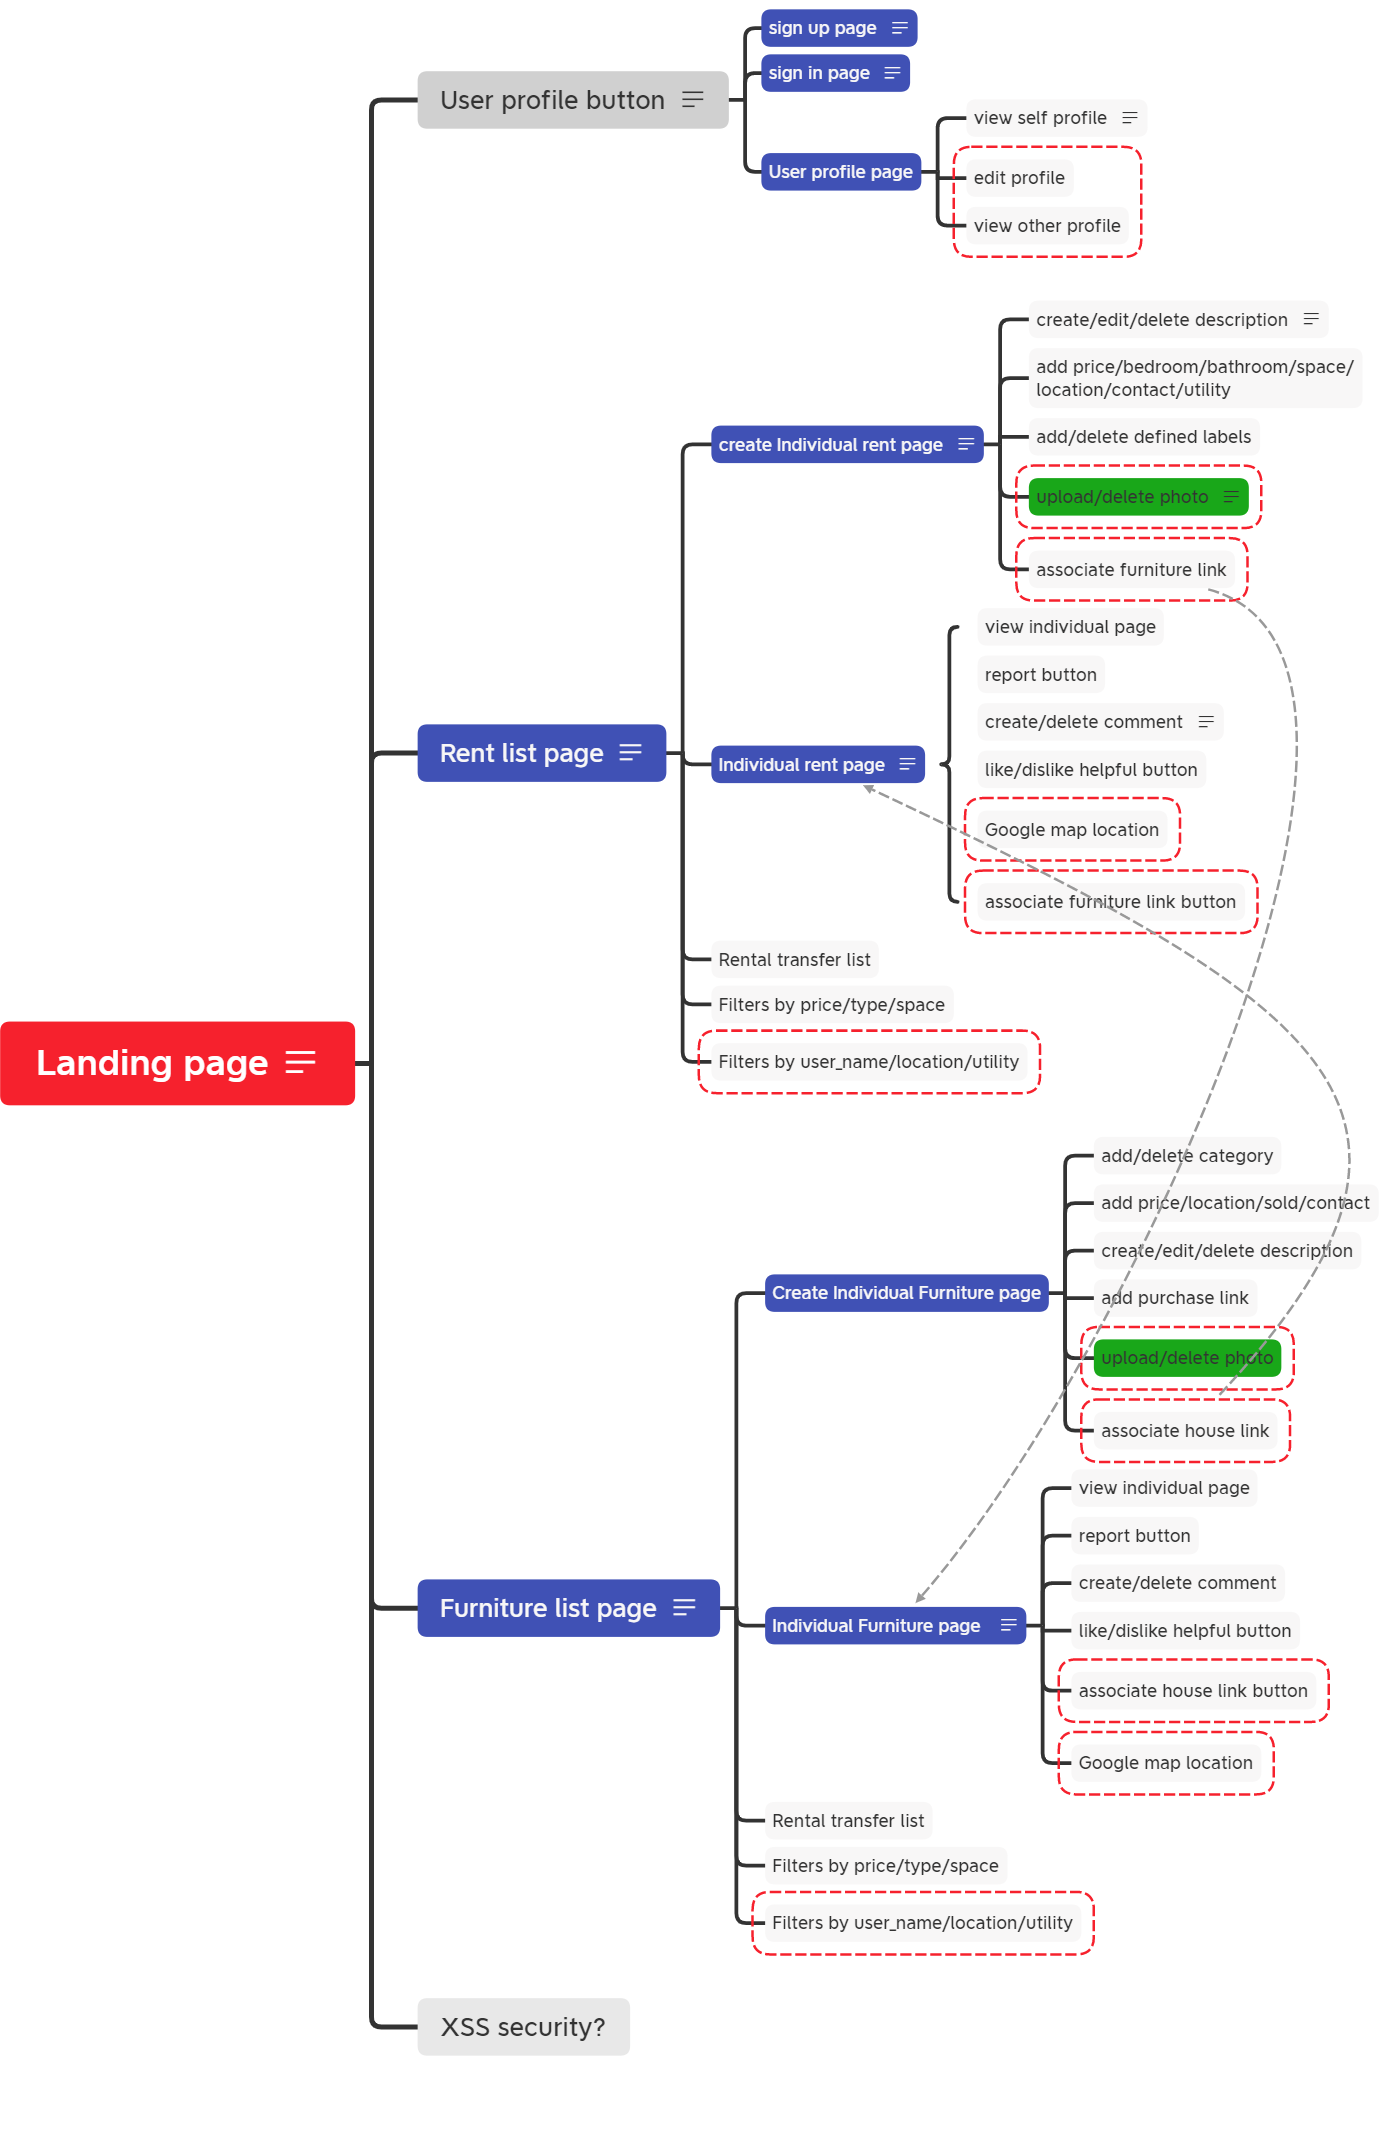 sign up page
sign in page
User profile button
view self profile
User profile page
edit profile
view other profile
create/edit/delete description
add price/bedroom/bathroom/space/
location/contact/utility
add/delete defined labels
create Individual rent page
upload/delete photo
associate furniture link
view individual page
report button
create/delete comment
Rent list page
Individual rent page
like/dislike helpful button
Google map location
associate furniture link button
Rental transfer list
Filters by price/type/space
Filters by user_name/location/utility
Landing page
add/delete category
add price/location/sold/contact
create/edit/delete description
Create Individual Furniture page
add purchase link
upload/delete photo
associate house link
view individual page
report button
create/delete comment
Furniture list page
Individual Furniture page
like/dislike helpful button
associate house link button
Google map location
Rental transfer list
Filters by price/type/space
Filters by user_name/location/utility
XSS security?